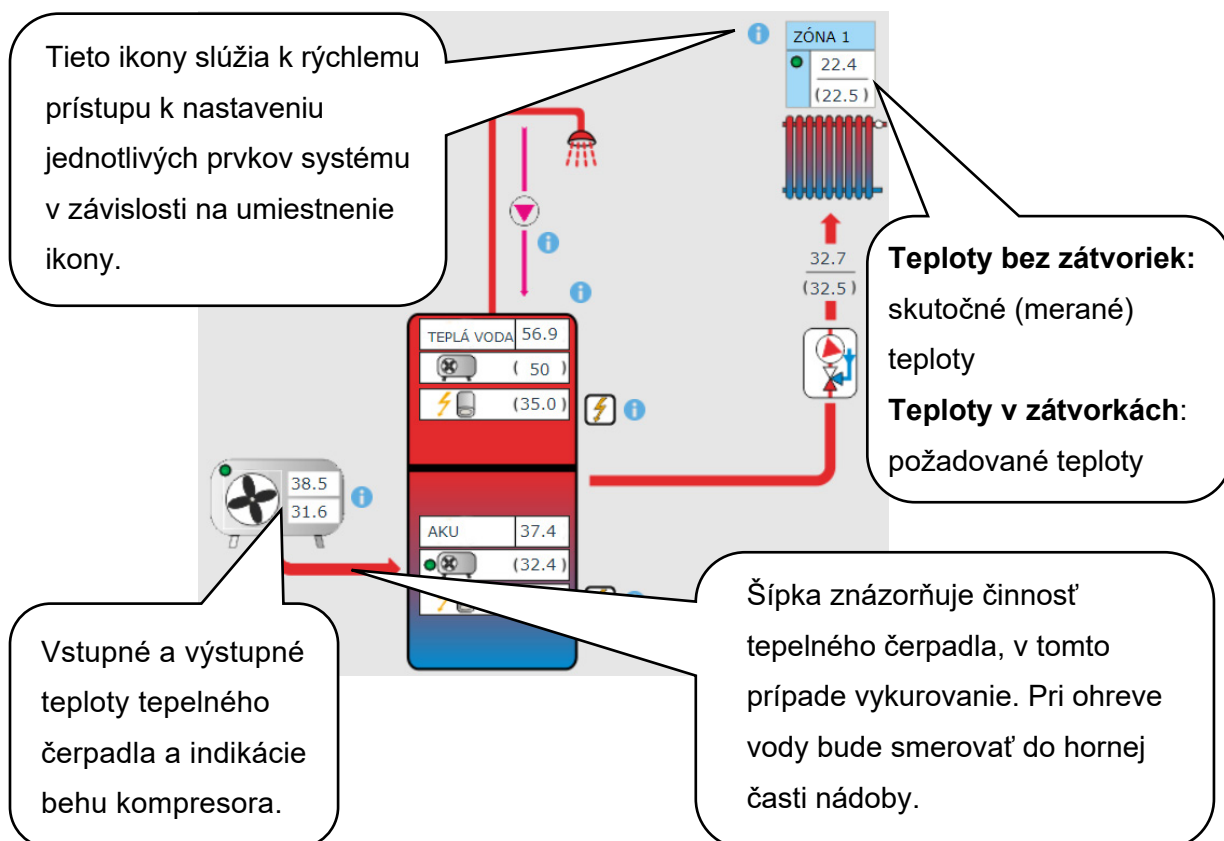 Tieto ikony slúžia k rýchlemu
prístupu k nastaveniu
jednotlivých prvkov systému
v závislosti na umiestnenie
ikony.
ZÓNA 1
22.4
(22.5 )
32.7
(32.5 )
Teploty bez zátvoriek:
skutočné (merané)
teploty
Teploty v zátvorkách:
požadované teploty
TEPLÁ VODA 56.9
( 50 )
(35.0)
38.5
31.6
AKU 37.4
(32.4 )
Vstupné a výstupné
teploty tepelného
čerpadla a indikácie
behu kompresora.
Šípka znázorňuje činnosť
tepelného čerpadla, v tomto
prípade vykurovanie. Pri ohreve
vody bude smerovať do hornej
časti nádoby.